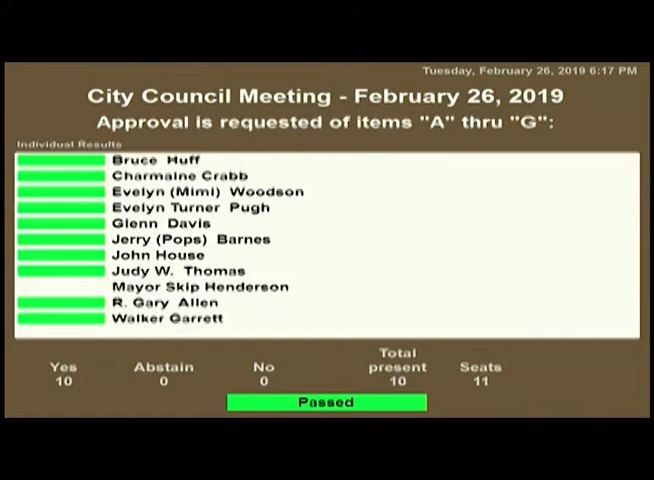 Tuesday, February 26, 2019 6:17 PM
City Council Meeting - February 26, 2019
Approval is requested of items "A" thru "G":
Individual Results
Bruce Huff
Charmaine Crabb
Evelyn (Mimi) Woodson
Evelyn Turner Pugh
Glenn Davis
Jerry (Pops) Barnes
John House
Judy W. Thomas
Mayor Skip Henderson
R. Gary Allen
Walker Garrett
Yes Abstain No Total present Seats
10 0 0 10 11
Passed